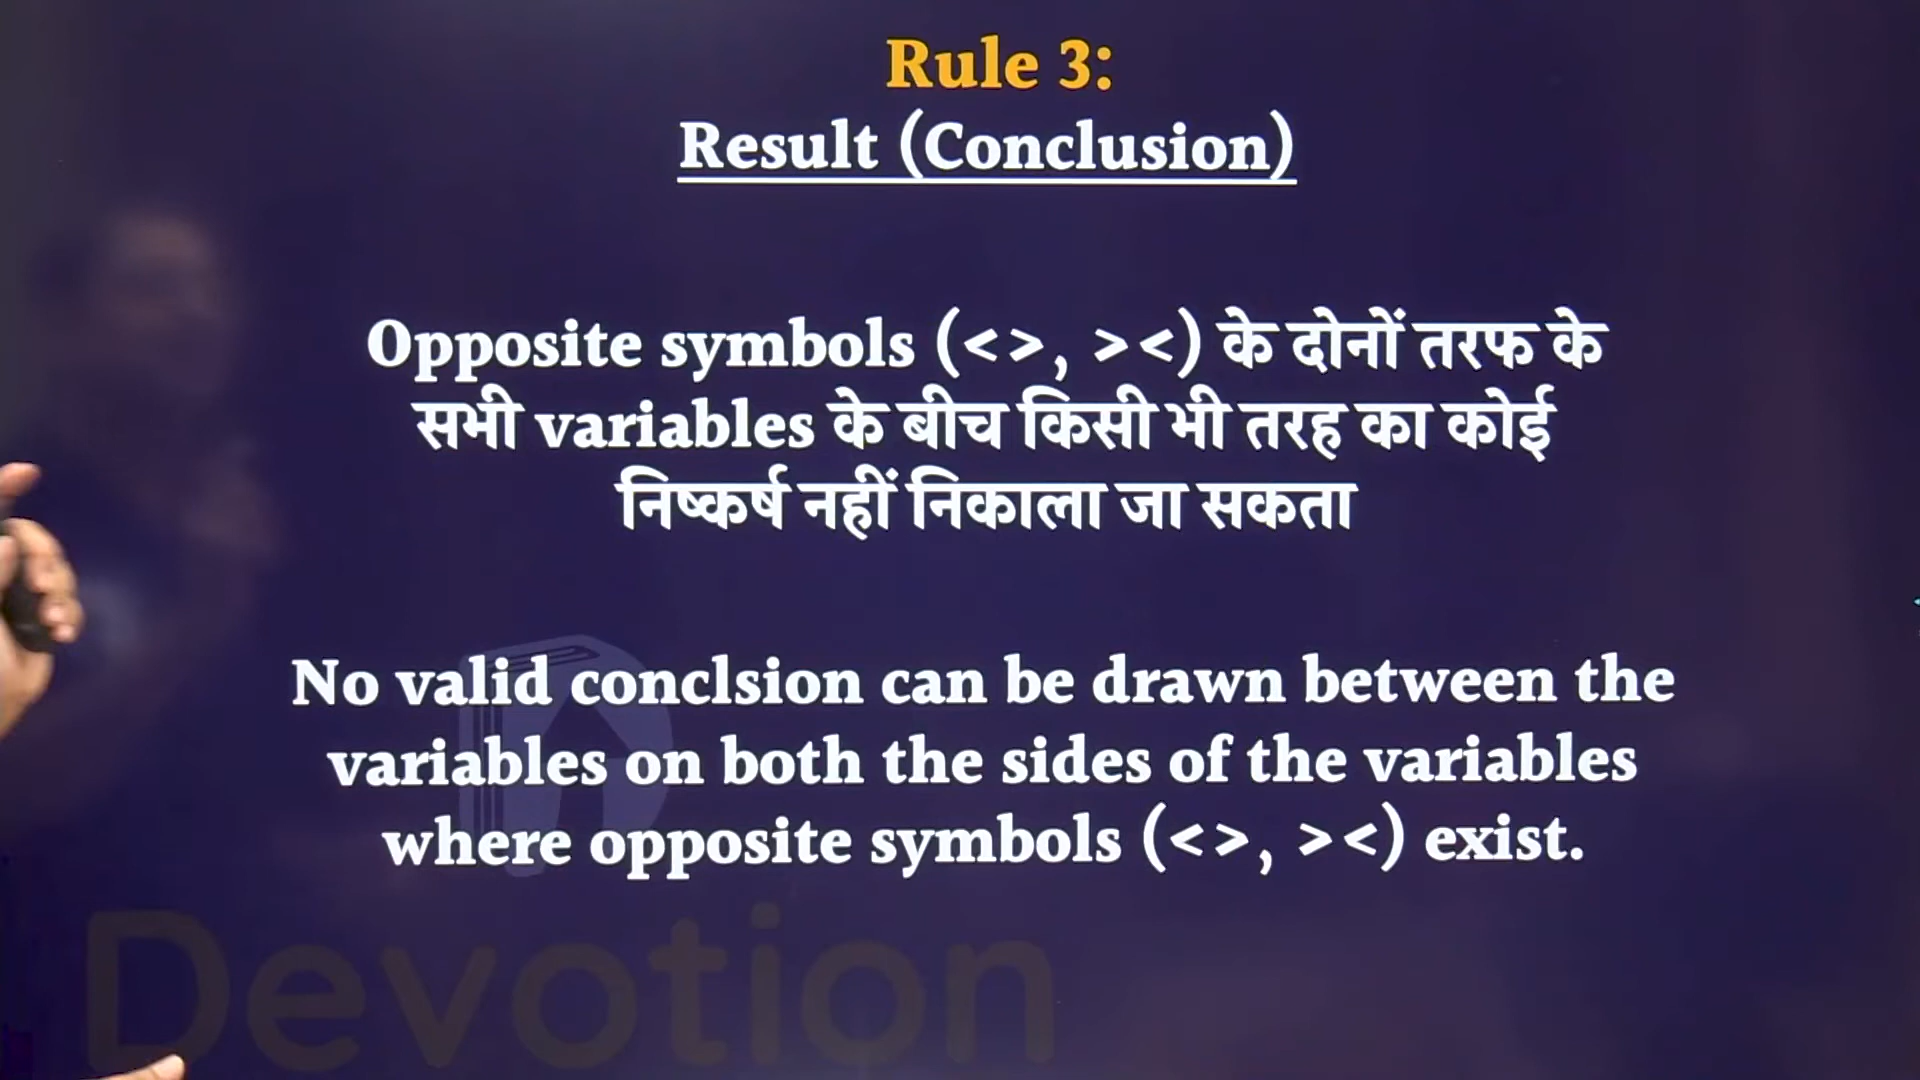 Rule 3:
Result (Conclusion)
Opposite symbols (<>, ><) के दोनों तरफ के
सभी variables के बीच किसी भी तरह का कोई
निष्कर्ष नहीं निकाला जा सकता
No valid conclsion can be drawn between the
variables on both the sides of the variables
where opposite symbols (<>, ><) exist.
Devotion